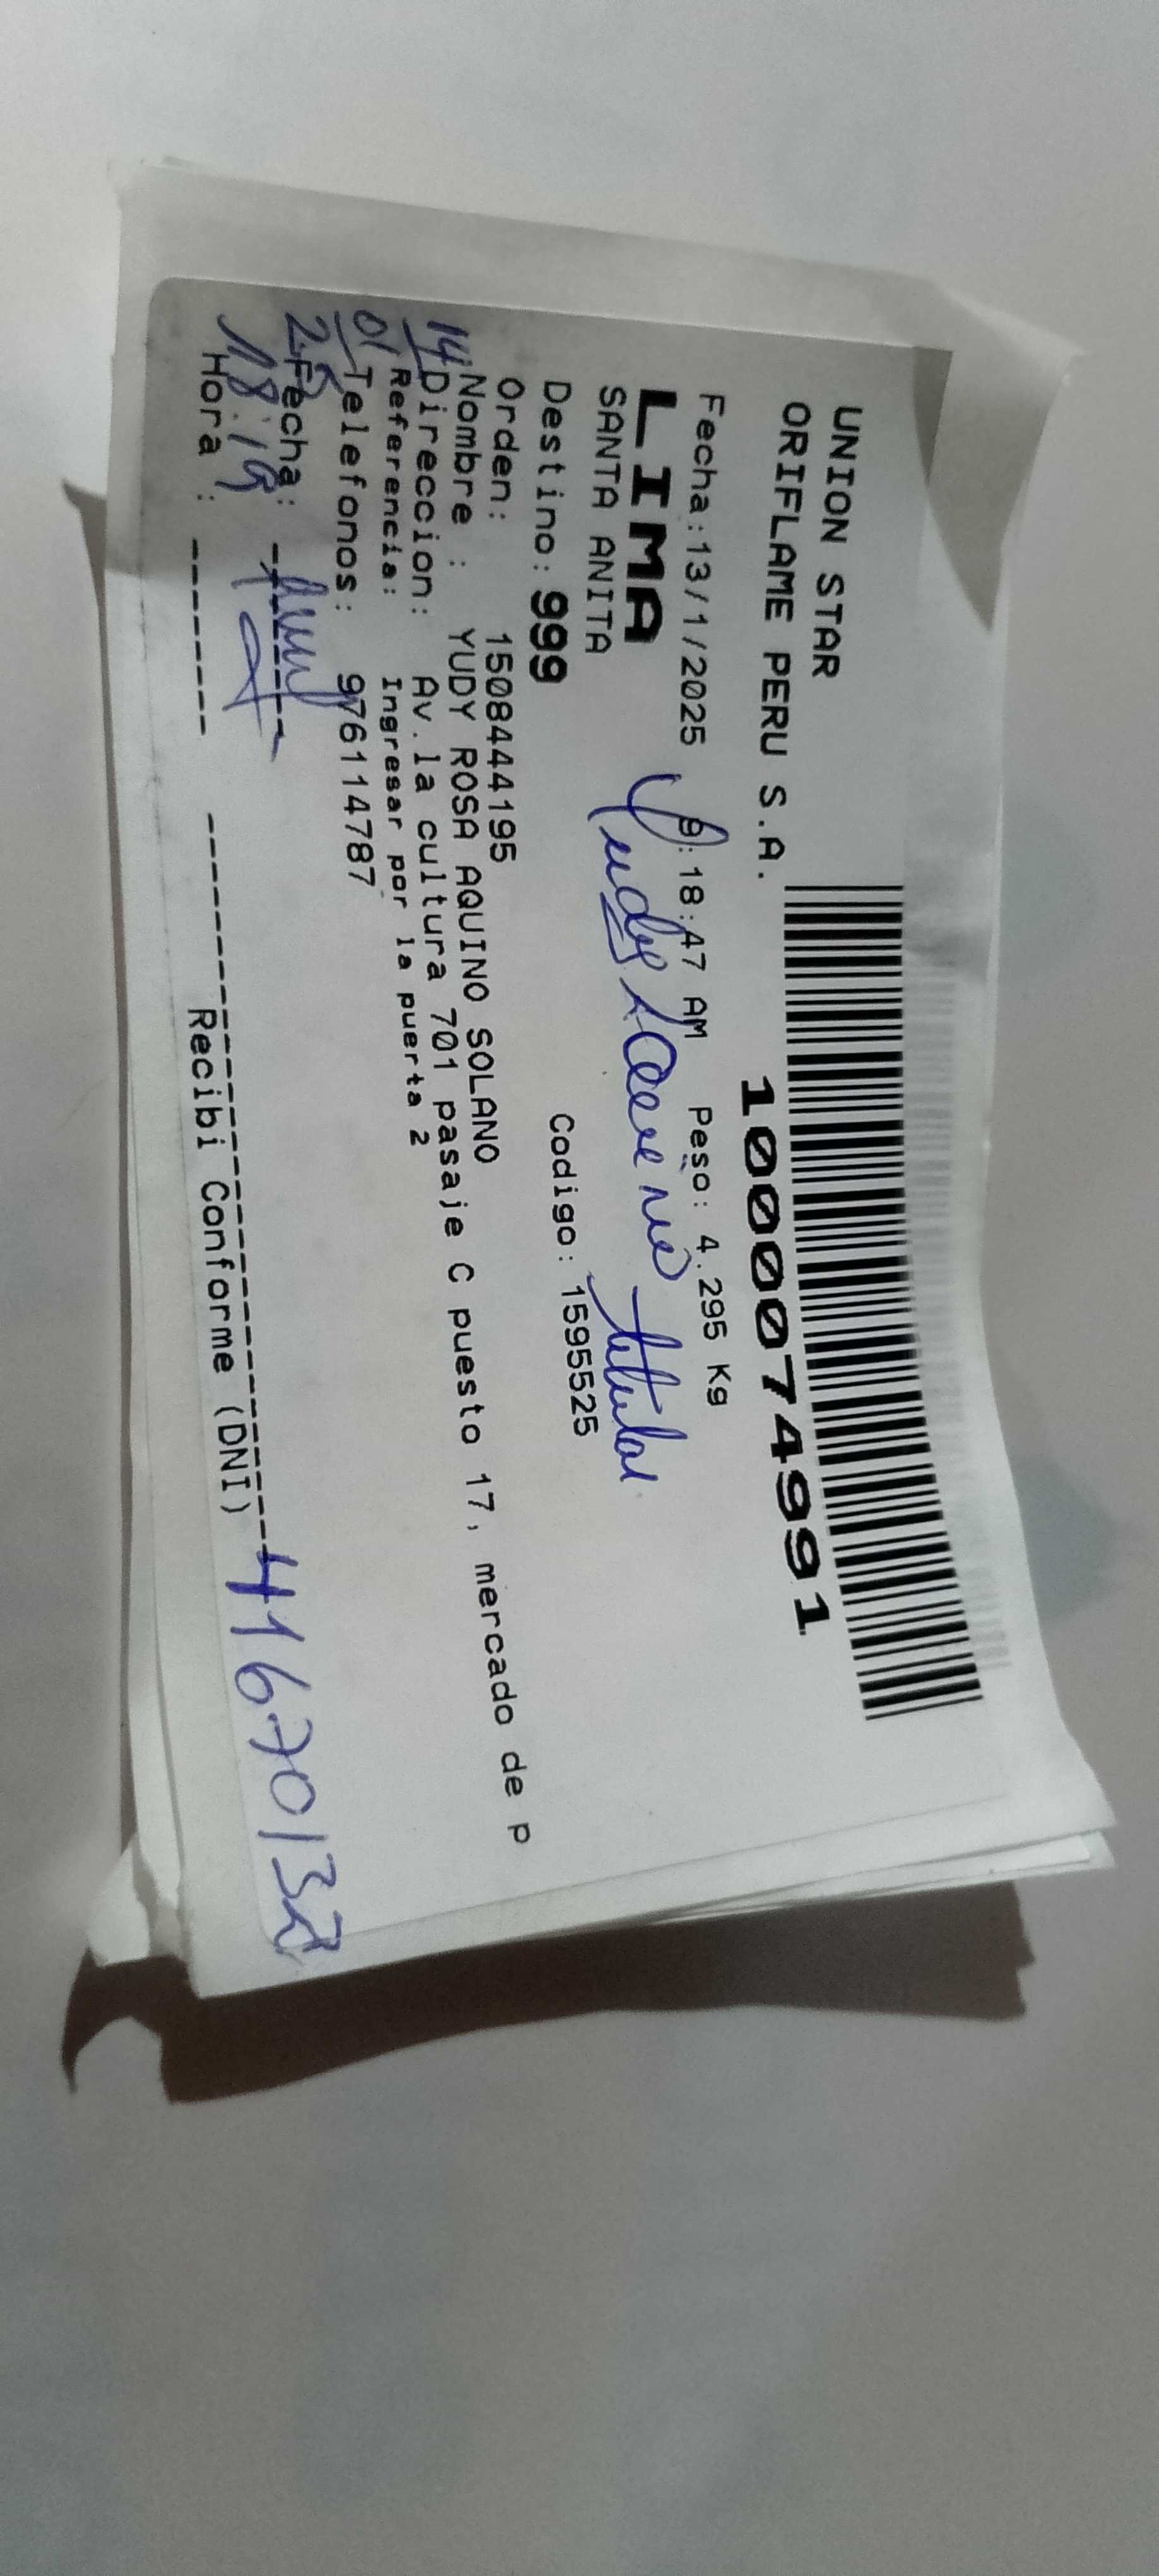 UNION STAR
ORIFLAME PERU S.A.
1000074991
Fecha:13/1/2025 9:18:47 AM Peso: 4.295 Kg
LIMA
SANTA ANITA
titular
Destino: 999 Codigo: 1595525
Orden: 1508444195
Nombre : YUDY ROSA AQUINO SOLANO
Direccion: Av.la cultura 701 pasaje C puesto 17, mercado de p
Referencia: Ingresar por la puerta 2
Telefonos: 976114787
14
01
25
Fecha: --------
18:19
Hora : --------
Recibi Conforme (DNI)
41670132